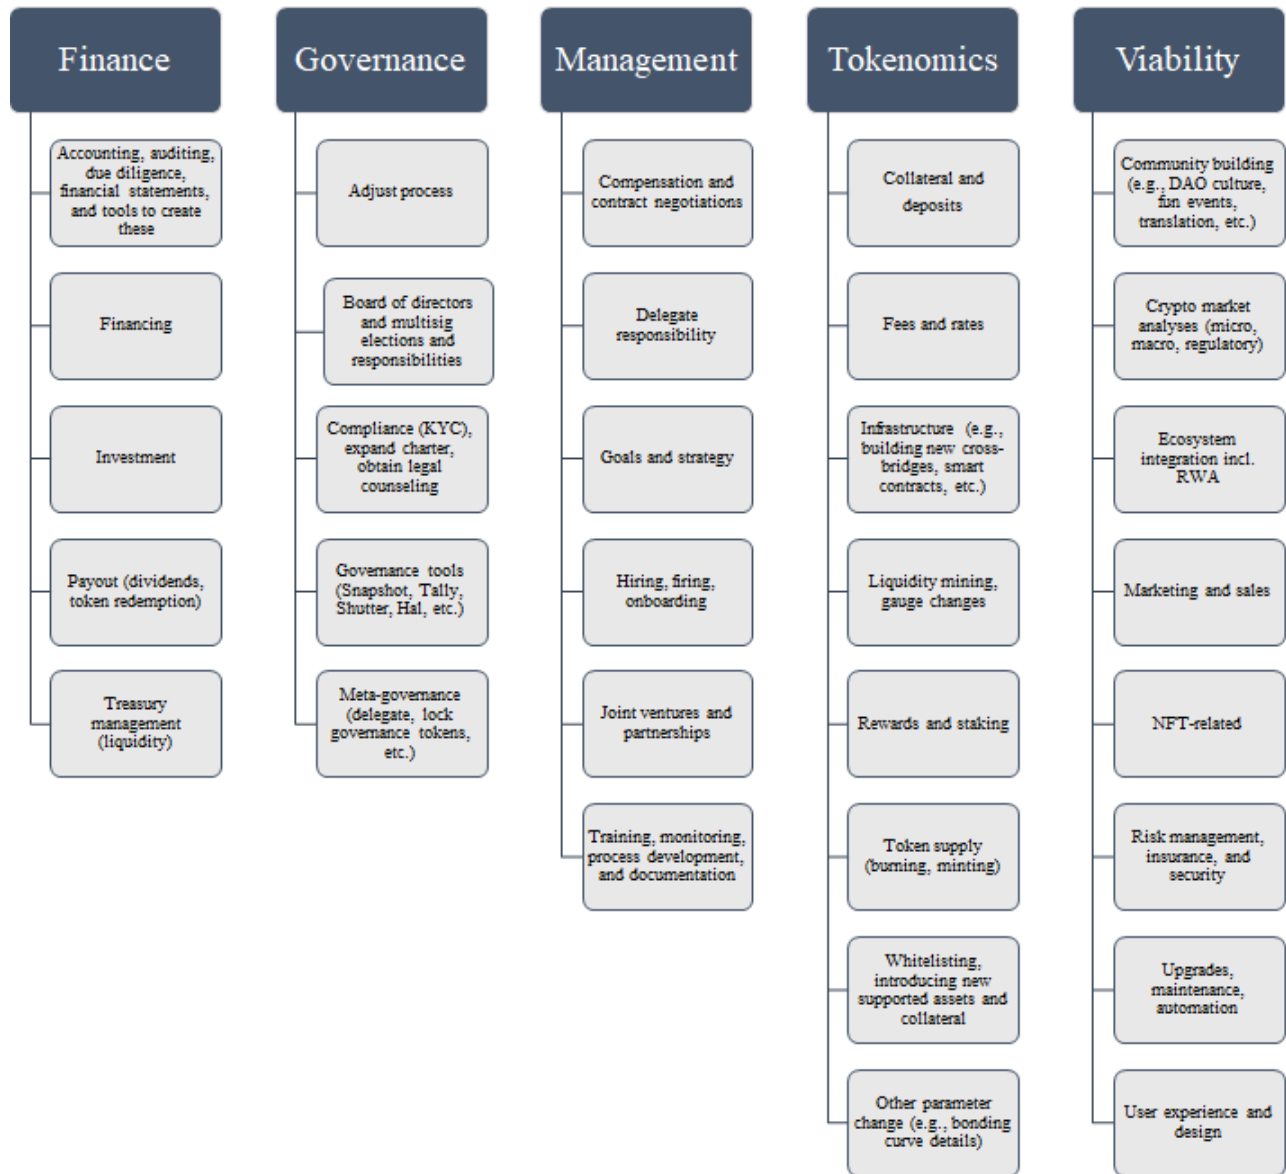 Finance
Accounting, auditing,
due diligence,
financial statements,
and tools to create
these
Financing
Investment
Payout (dividends,
token redemption)
Treasury
management
(liquidity)
Governance
Adjust process
Board of directors
and multisig
elections and
responsibilities
Compliance (KYC),
expand charter,
obtain legal
counseling
Governance tools
(Snapshot, Tally,
Shutter, Hal, etc.)
Meta-governance
(delegate, lock
governance tokens,
etc.)
Management
Compensation and
contract negotiations
Delegate
responsibility
Goals and strategy
Hiring, firing,
onboarding
Joint ventures and
partnerships
Training, monitoring,
process development,
and documentation
Tokenomics
Collateral and
deposits
Fees and rates
Infrastructure (e.g.,
building new cross-
bridges, smart
contracts, etc.)
Liquidity mining,
gauge changes
Rewards and staking
Token supply
(burning, minting)
Whitelisting,
introducing new
supported assets and
collateral
Other parameter
change (e.g., bonding
curve details)
Viability
Community building
(e.g., DAO culture,
fun events,
translation, etc.)
Crypto market
analyses (micro,
macro, regulatory)
Ecosystem
integration incl.
RWA
Marketing and sales
NFT-related
Risk management,
insurance, and
security
Upgrades,
maintenance,
automation
User experience and
design